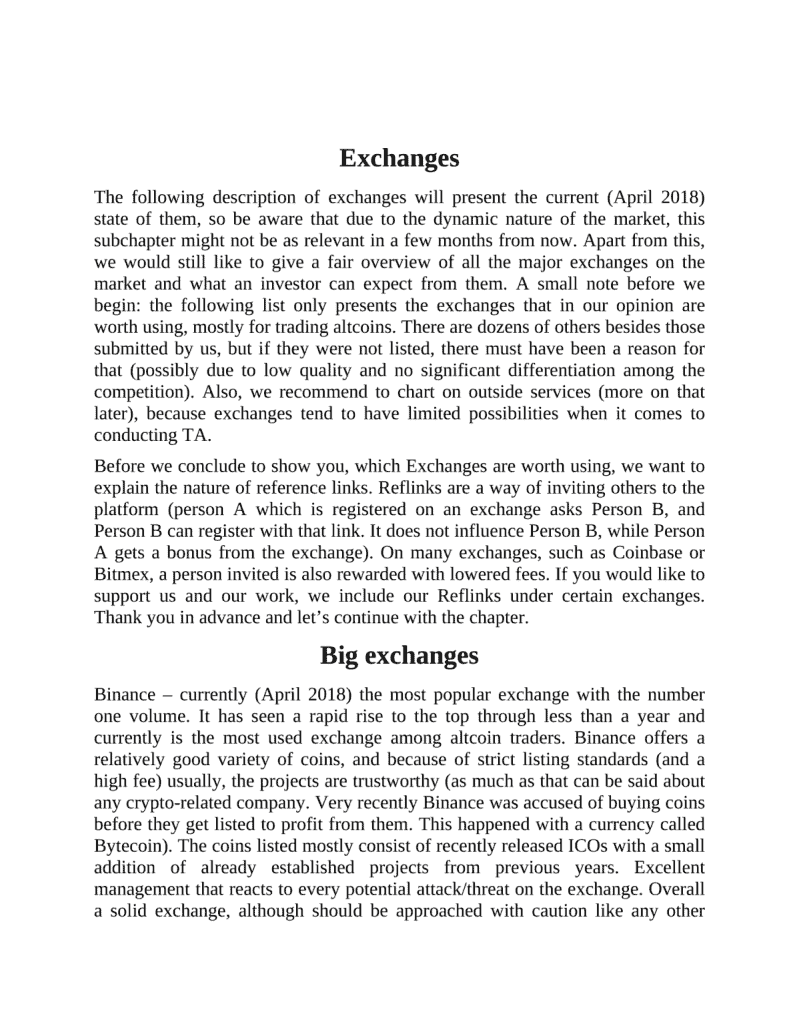 Exchanges
The following description of exchanges will present the current (April 2018)
state of them, so be aware that due to the dynamic nature of the market, this
subchapter might not be as relevant in a few months from now. Apart from this,
we would still like to give a fair overview of all the major exchanges on the
market and what an investor can expect from them. A small note before we
begin: the following list only presents the exchanges that in our opinion are
worth using, mostly for trading altcoins. There are dozens of others besides those
submitted by us, but if they were not listed, there must have been a reason for
that (possibly due to low quality and no significant differentiation among the
competition). Also, we recommend to chart on outside services (more on that
later), because exchanges tend to have limited possibilities when it comes to
conducting TA.
Before we conclude to show you, which Exchanges are worth using, we want to
explain the nature of reference links. Reflinks are a way of inviting others to the
platform (person A which is registered on an exchange asks Person B, and
Person B can register with that link. It does not influence Person B, while Person
A gets a bonus from the exchange). On many exchanges, such as Coinbase or
Bitmex, a person invited is also rewarded with lowered fees. If you would like to
support us and our work, we include our Reflinks under certain exchanges.
Thank you in advance and let’s continue with the chapter.
Big exchanges
Binance – currently (April 2018) the most popular exchange with the number
one volume. It has seen a rapid rise to the top through less than a year and
currently is the most used exchange among altcoin traders. Binance offers a
relatively good variety of coins, and because of strict listing standards (and a
high fee) usually, the projects are trustworthy (as much as that can be said about
any crypto-related company. Very recently Binance was accused of buying coins
before they get listed to profit from them. This happened with a currency called
Bytecoin). The coins listed mostly consist of recently released ICOs with a small
addition of already established projects from previous years. Excellent
management that reacts to every potential attack/threat on the exchange. Overall
a solid exchange, although should be approached with caution like any other